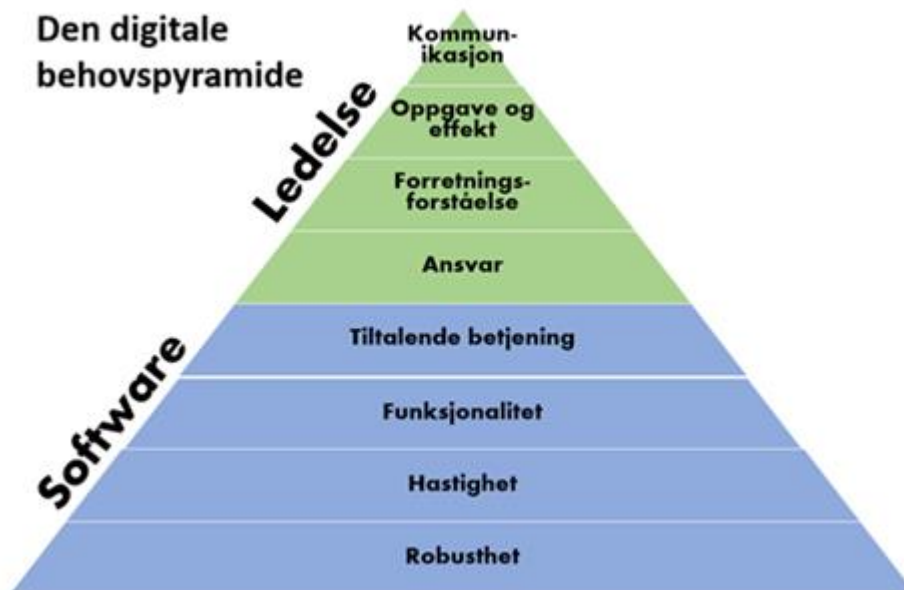 Den digitale
behovspyramide
Ledelse
Software
Kommun-
ikasjon
Oppgave og
effekt
Forretnings-
forståelse
Ansvar
Tiltalende betjening
Funksjonalitet
Hastighet
Robusthet